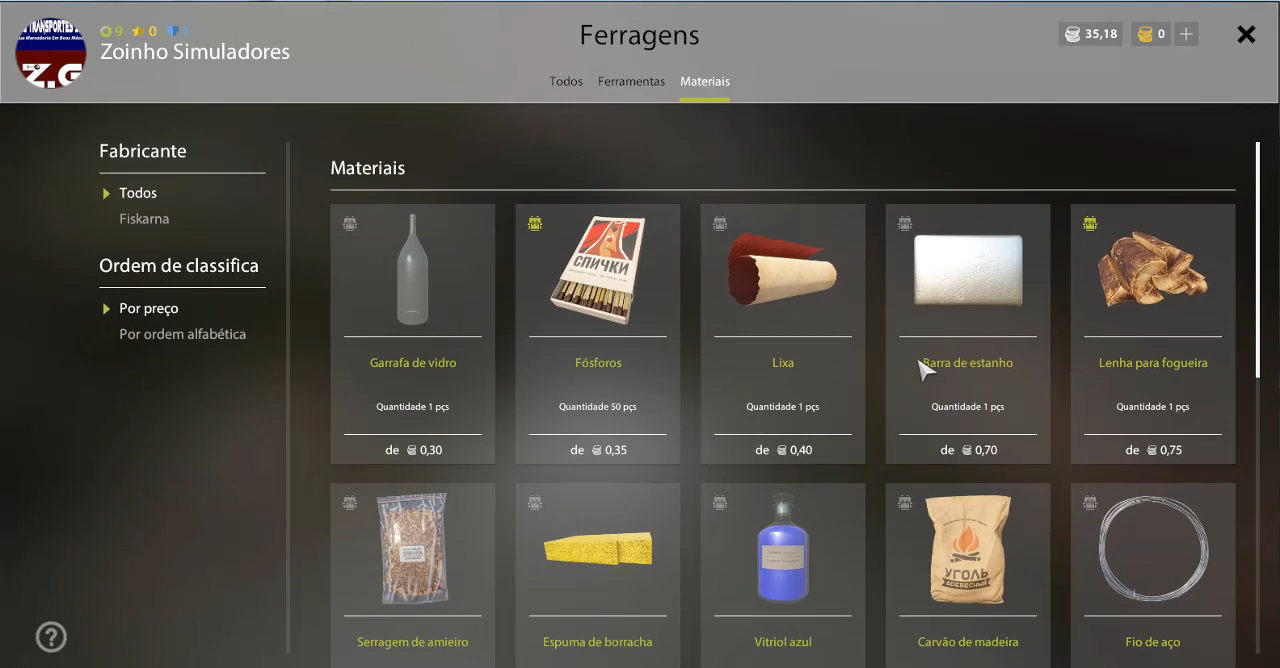 TRANSPORTES
Z.G
9 0
Zoinho Simuladores
Ferragens
35,18
0
Todos Ferramentas Materiais
Fabricante
Todos
Fiskarna
Ordem de classifica
Por preço
Por ordem alfabética
Materiais
СПИЧКИ
Garrafa de vidro
Fósforos
Lixa
Barra de estanho
Lenha para fogueira
Quantidade 1 pçs
Quantidade 50 pçs
Quantidade 1 pçs
Quantidade 1 pçs
Quantidade 1 pçs
de 0,30
de 0,35
de 0,40
de 0,70
de 0,75
УГОЛЬ
ДРЕВЕСНЫЙ
Serragem de amieiro
Espuma de borracha
Vitriol azul
Carvão de madeira
Fio de aço
?